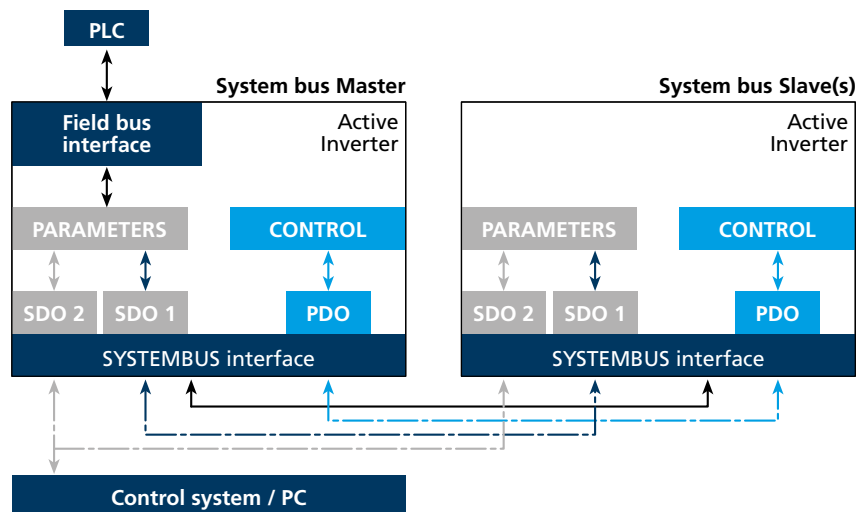 PLC
System bus Master
System bus Slave(s)
Field bus
interface
Active
Inverter
Active
Inverter
PARAMETERS
CONTROL
PARAMETERS
CONTROL
SDO 2
SDO 1
PDO
SDO 2
SDO 1
PDO
SYSTEMBUS interface
SYSTEMBUS interface
Control system / PC